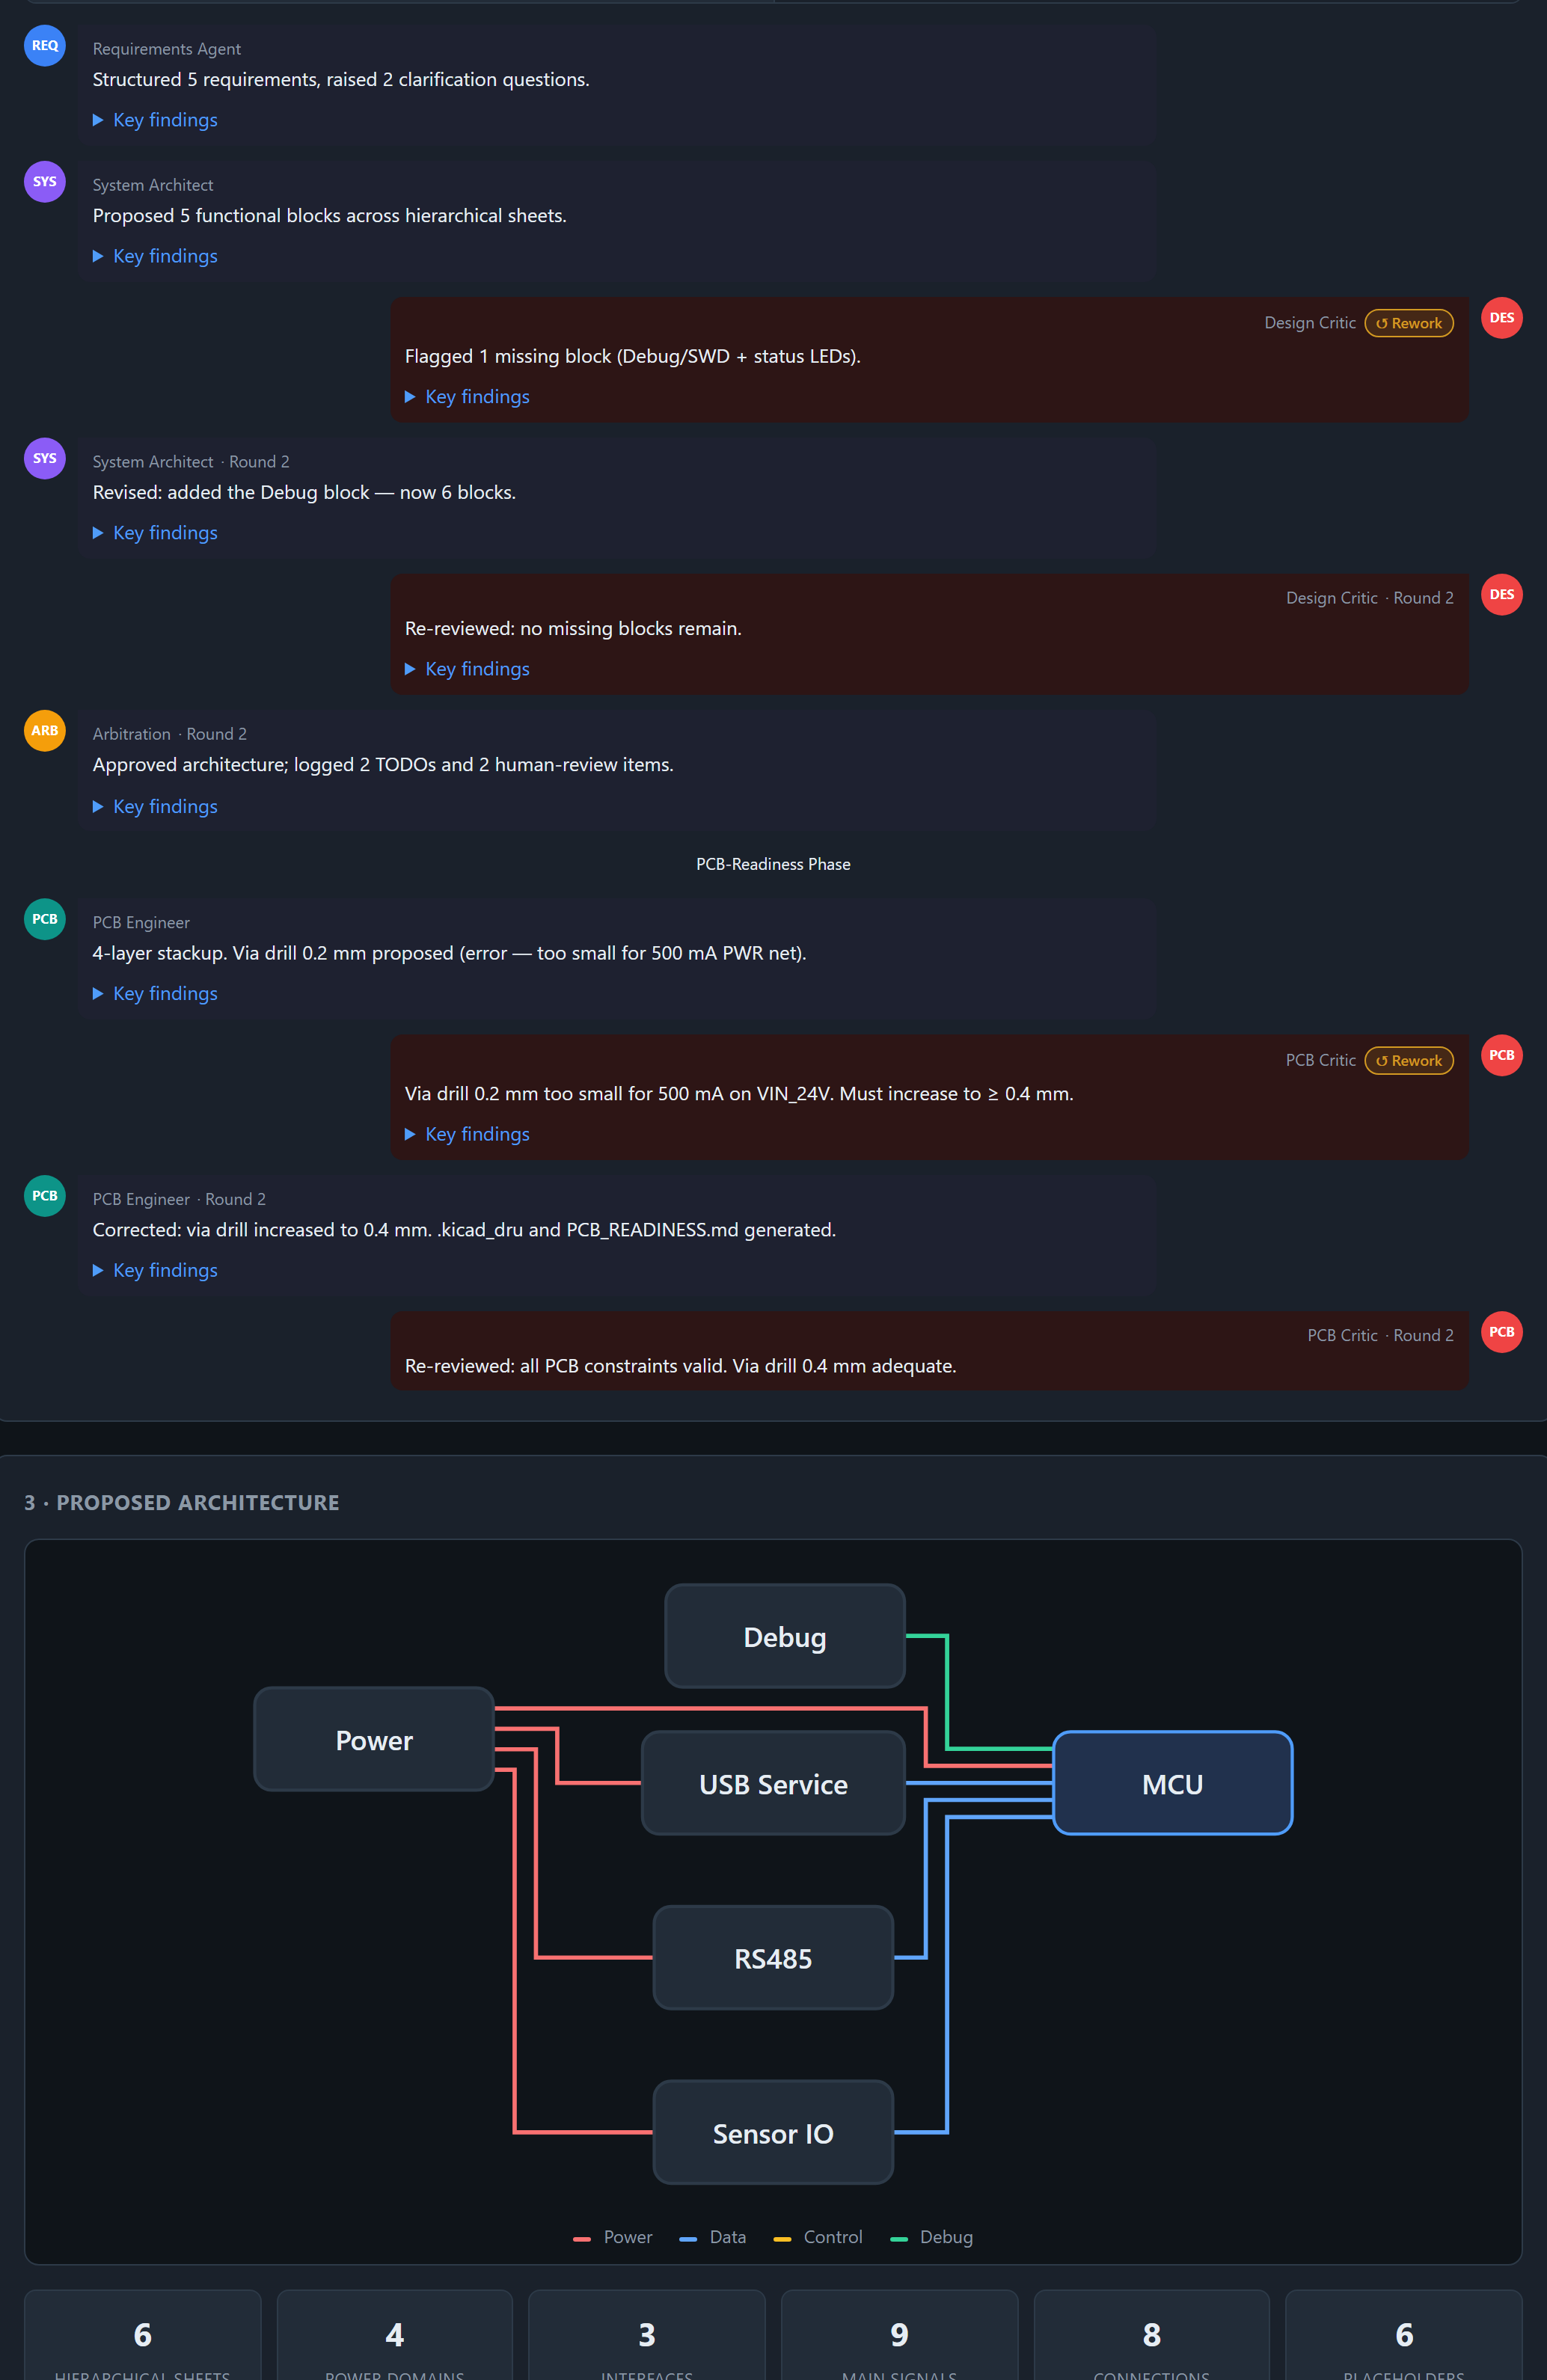 REQ
Requirements Agent
Structured 5 requirements, raised 2 clarification questions.
▶ Key findings
SYS
System Architect
Proposed 5 functional blocks across hierarchical sheets.
▶ Key findings
Design Critic ↺ Rework
DES
Flagged 1 missing block (Debug/SWD + status LEDs).
▶ Key findings
SYS
System Architect · Round 2
Revised: added the Debug block — now 6 blocks.
▶ Key findings
Design Critic · Round 2
DES
Re-reviewed: no missing blocks remain.
▶ Key findings
ARB
Arbitration · Round 2
Approved architecture; logged 2 TODOs and 2 human-review items.
▶ Key findings
PCB-Readiness Phase
PCB
PCB Engineer
4-layer stackup. Via drill 0.2 mm proposed (error — too small for 500 mA PWR net).
▶ Key findings
PCB Critic ↺ Rework
PCB
Via drill 0.2 mm too small for 500 mA on VIN_24V. Must increase to ≥ 0.4 mm.
▶ Key findings
PCB
PCB Engineer · Round 2
Corrected: via drill increased to 0.4 mm. .kicad_dru and PCB_READINESS.md generated.
▶ Key findings
PCB Critic · Round 2
PCB
Re-reviewed: all PCB constraints valid. Via drill 0.4 mm adequate.
3 · PROPOSED ARCHITECTURE
Debug
Power
USB Service
MCU
RS485
Sensor IO
Power Data Control Debug
6 4 3 9 8 6
HIERARCHICAL SHEETS POWER DOMAINS INTERFACES MAIN SIGNALS CONNECTIONS PLACEHOLDERS